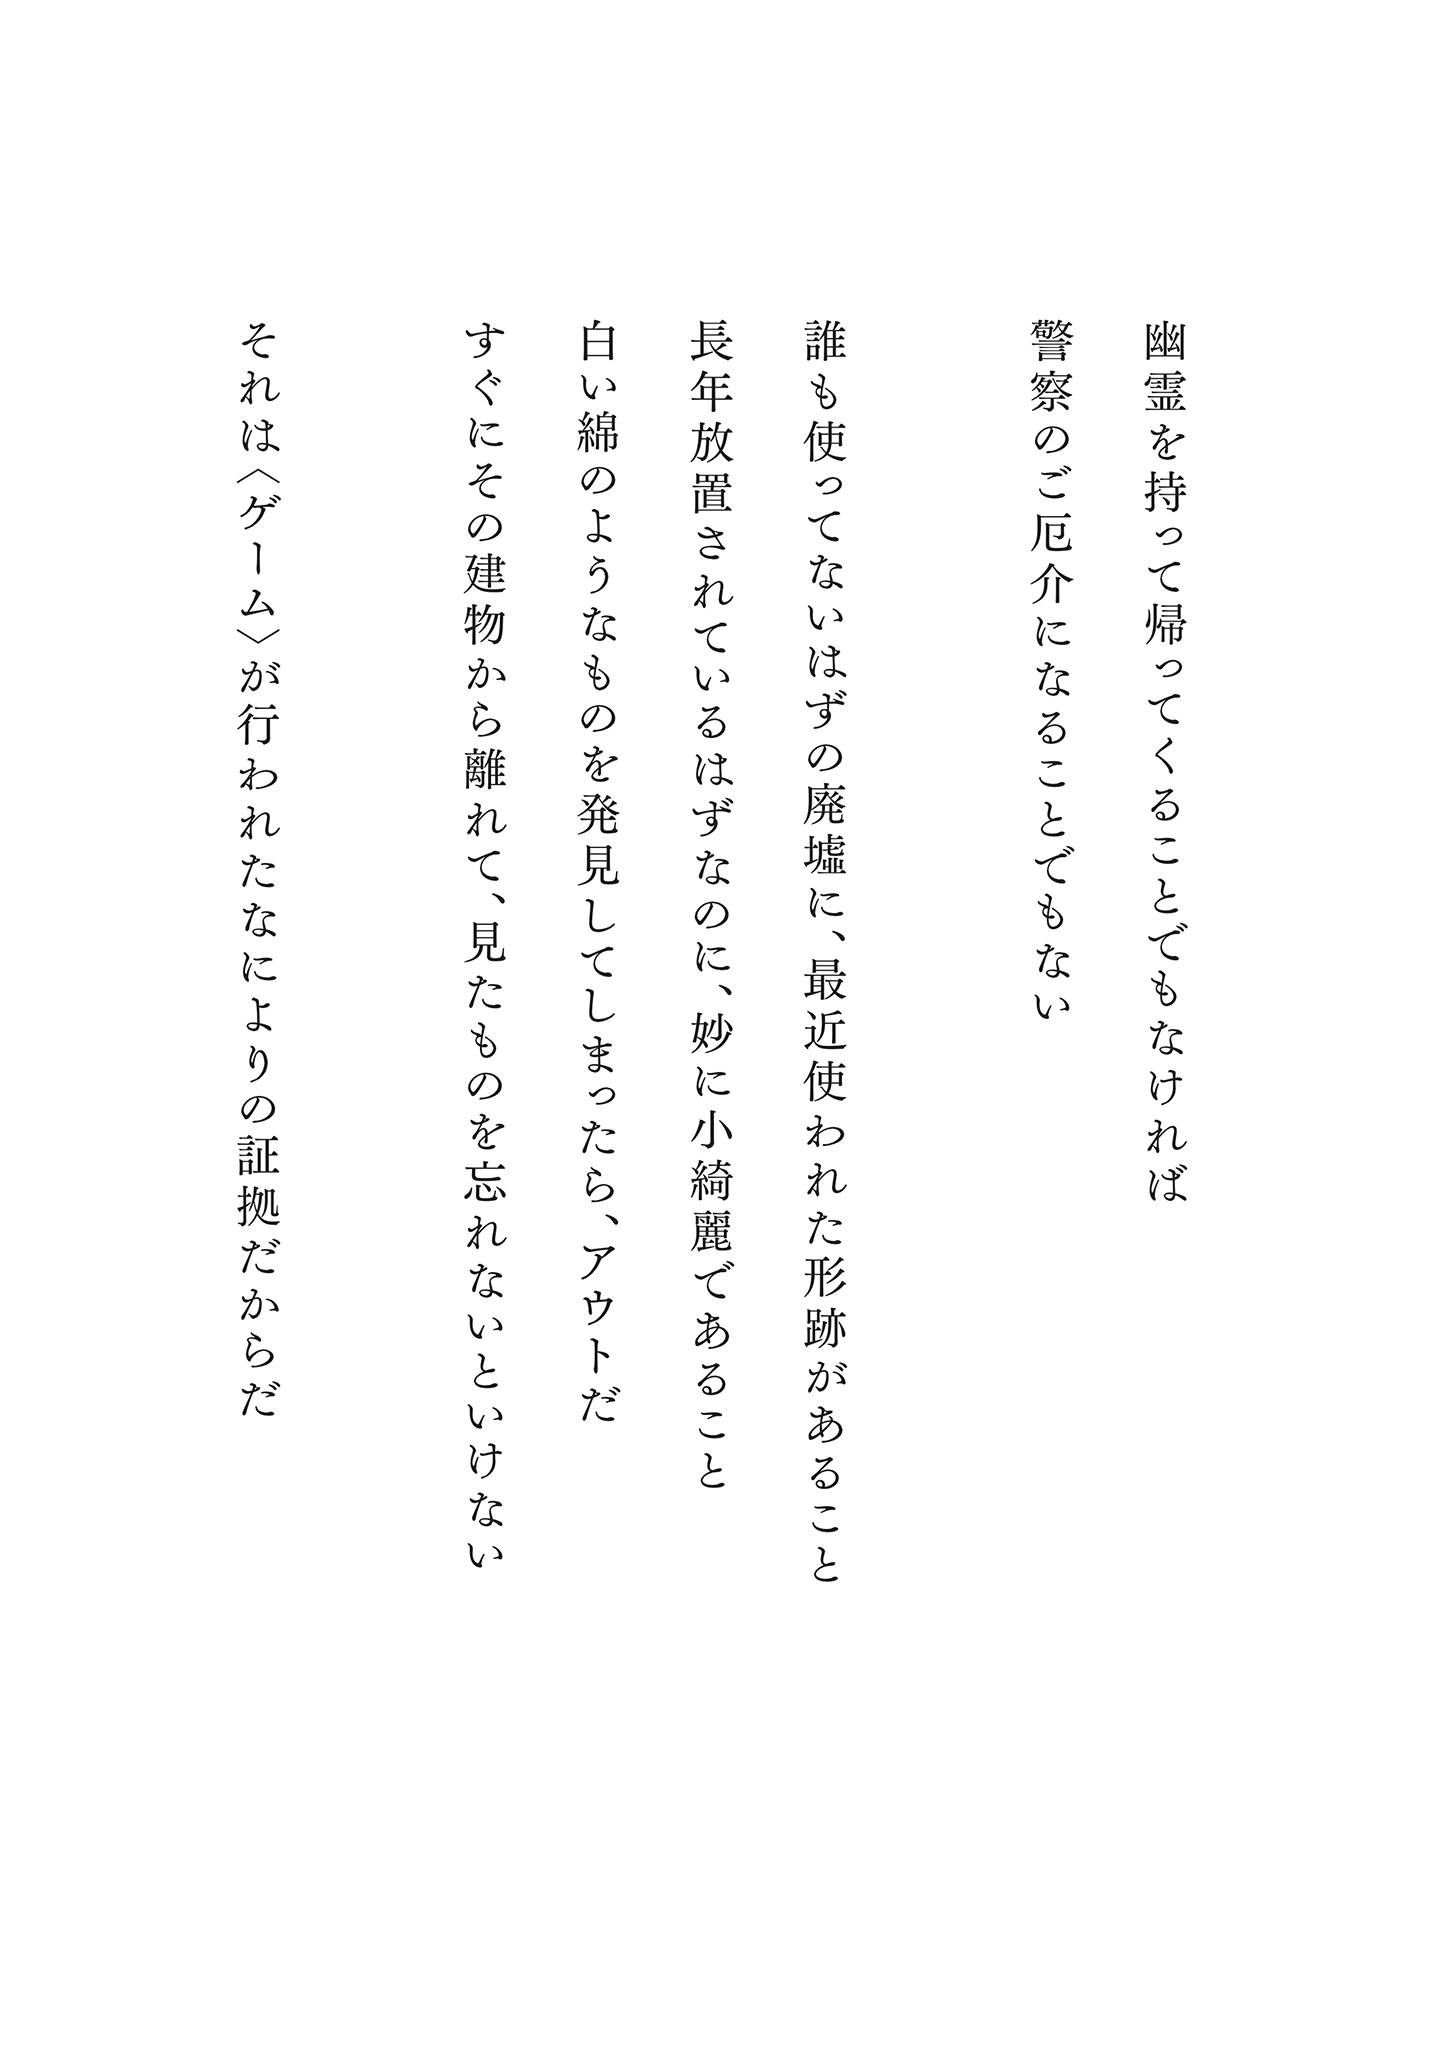 幽霊を持って帰ってくることでもなければ
警察のご厄介になることでもない
誰も使ってないはずの廃墟に、最近使われた形跡があること
長年放置されているはずなのに、妙に小綺麗であること
白い綿のようなものを発見してしまったら、アウトだ
すぐにその建物から離れて、見たものを忘れないといけない
それは〈ゲーム〉が行われたなによりの証拠だからだ